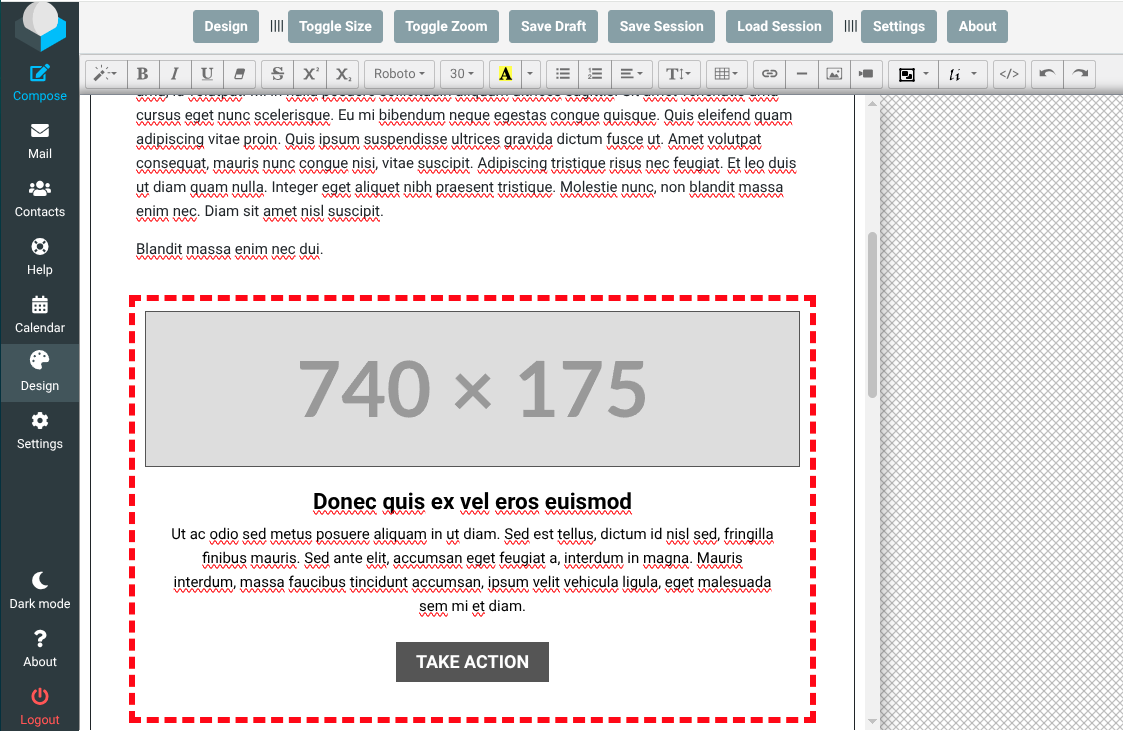 Design
Toggle Size
Toggle Zoom
Save Draft
Save Session
Load Session
Settings
About
B I U S X² X₂ Roboto 30 A
Compose
Mail
Contacts
Help
Calendar
Design
Settings
Dark mode
About
Logout
cursus eget nunc scelerisque. Eu mi bibendum neque egestas congue quisque. Quis eleifend quam
adipiscing vitae proin. Quis ipsum suspendisse ultrices gravida dictum fusce ut. Amet volutpat
consequat, mauris nunc congue nisi, vitae suscipit. Adipiscing tristique risus nec feugiat. Et leo duis
ut diam quam nulla. Integer eget aliquet nibh praesent tristique. Molestie nunc, non blandit massa
enim nec. Diam sit amet nisl suscipit.
Blandit massa enim nec dui.
740 × 175
Donec quis ex vel eros euismod
Ut ac odio sed metus posuere aliquam in ut diam. Sed est tellus, dictum id nisl sed, fringilla
finibus mauris. Sed ante elit, accumsan eget feugiat a, interdum in magna. Mauris
interdum, massa faucibus tincidunt accumsan, ipsum velit vehicula ligula, eget malesuada
sem mi et diam.
TAKE ACTION